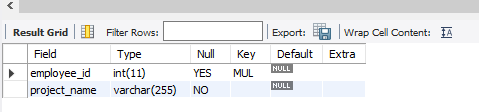 Result Grid Filter Rows: Export: Wrap Cell Content: IA
Field Type Null Key Default Extra
employee_id int(11) YES MUL NULL
project_name varchar(255) NO NULL